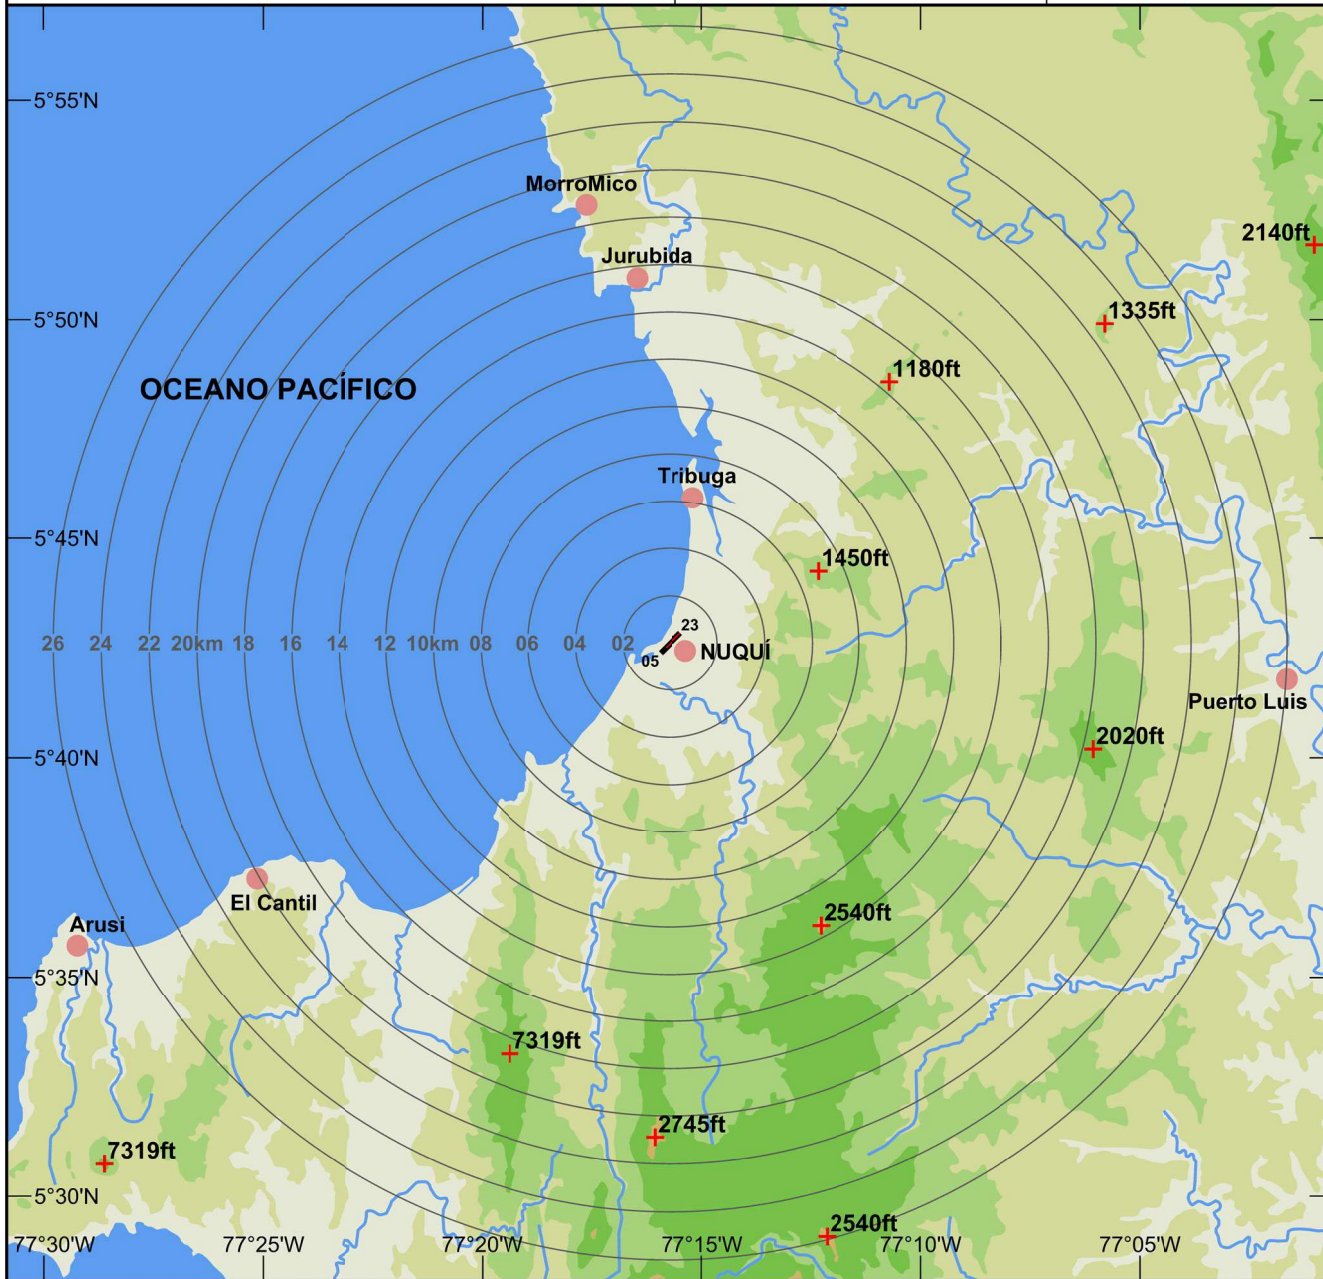 5°55'N
MorroMico
2140ft
Jurubida
1335ft
5°50'N
1180ft
OCEANO PACÍFICO
Tribuga
5°45'N
1450ft
23
26 24 22 20km 18 16 14 12 10km 08 06 04 02
05
NUQUÍ
Puerto Luis
2020ft
5°40'N
El Cantil
2540ft
Arusi
5°35'N
7319ft
2745ft
7319ft
5°30'N
2540ft
77°30'W 77°25'W 77°20'W 77°15'W 77°10'W 77°05'W